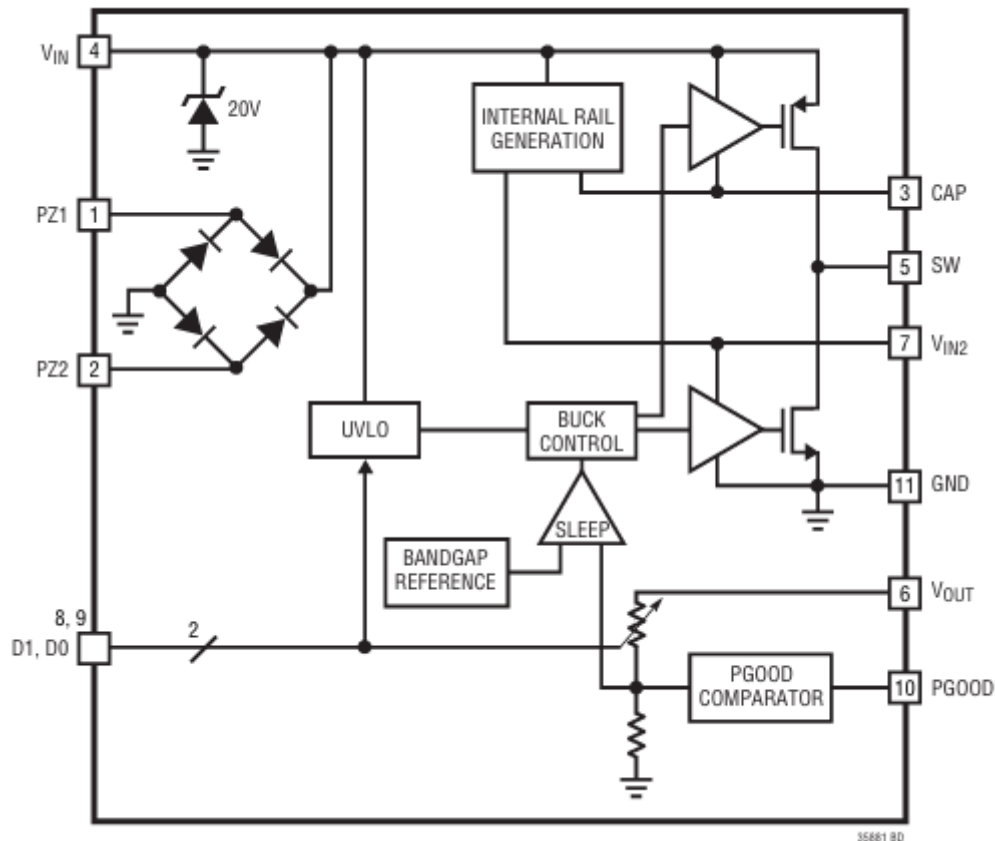 VIN 4
20V
INTERNAL RAIL
GENERATION
3 CAP
PZ1 1
5 SW
7 VIN2
PZ2 2
UVLO
BUCK
CONTROL
11 GND
SLEEP
BANDGAP
REFERENCE
6 VOUT
8, 9
D1, D0
2
PGOOD
COMPARATOR
10 PGOOD
35881 BD